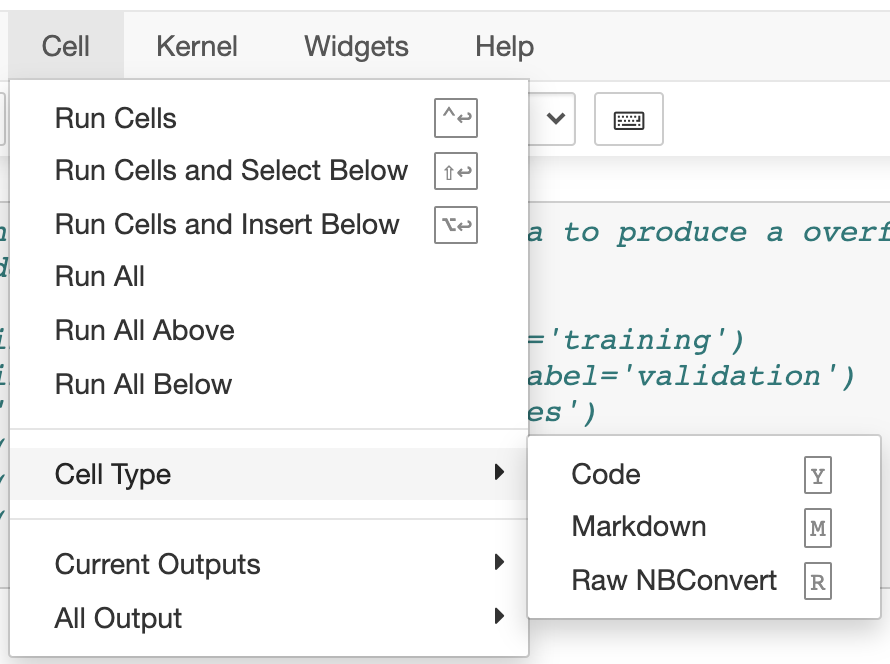 Cell Kernel Widgets Help
Run Cells ^↩
Run Cells and Select Below ⇧↩
Run Cells and Insert Below ⌥↩
a to produce a overf
Run All
Run All Above
='training')
Run All Below
abel='validation')
es')
Cell Type
Code Y
Markdown M
Raw NBConvert R
Current Outputs
All Output